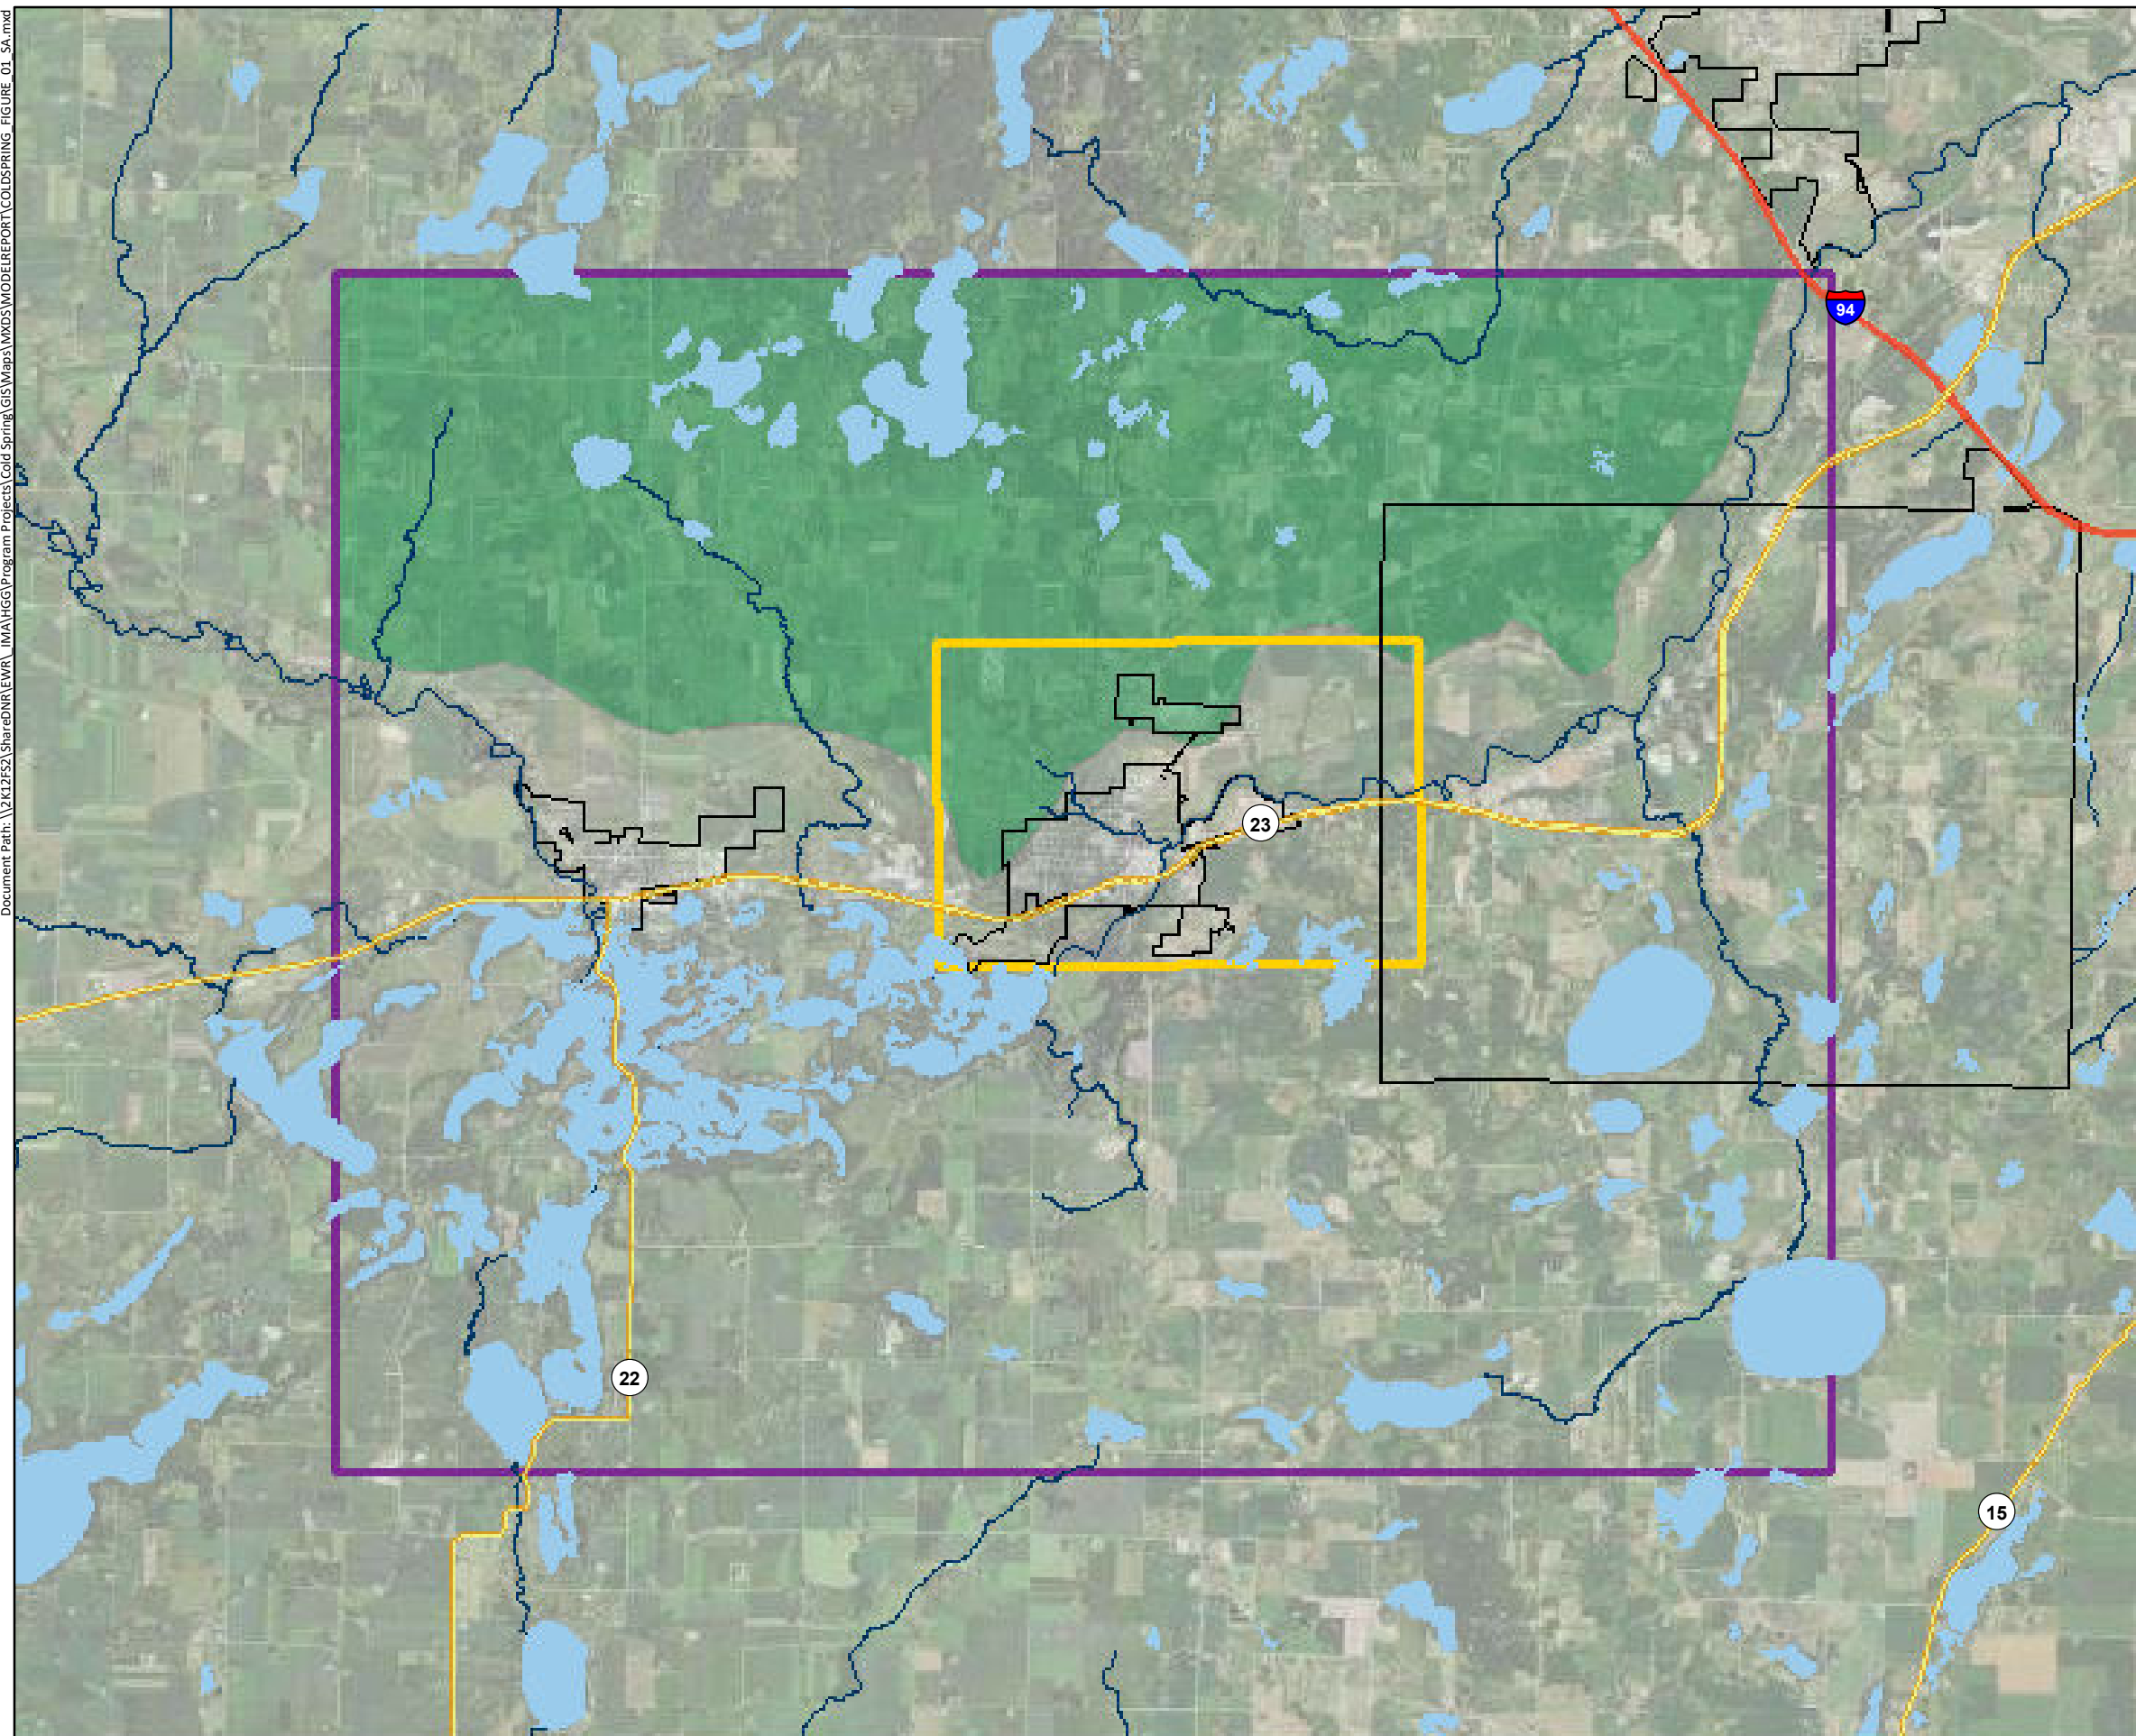 Document Path: \\2K12FS2\ShareDNR\EWR\_IMA\HGG\Program Projects\Cold Spring\GIS\Maps\MXDS\MODELREPORT\COLDSPRING_FIGURE_01_SA.mxd
94
23
22
15